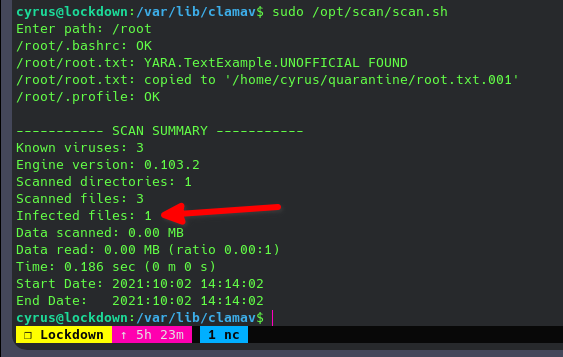 cyrus@lockdown:/var/lib/clamav$ sudo /opt/scan/scan.sh
Enter path: /root
/root/.bashrc: OK
/root/root.txt: YARA.TextExample.UNOFFICIAL FOUND
/root/root.txt: copied to '/home/cyrus/quarantine/root.txt.001'
/root/.profile: OK
----------- SCAN SUMMARY -----------
Known viruses: 3
Engine version: 0.103.2
Scanned directories: 1
Scanned files: 3
Infected files: 1
Data scanned: 0.00 MB
Data read: 0.00 MB (ratio 0.00:1)
Time: 0.186 sec (0 m 0 s)
Start Date: 2021:10:02 14:14:02
End Date:   2021:10:02 14:14:02
cyrus@lockdown:/var/lib/clamav$
❐ Lockdown ↑ 5h 23m 1 nc